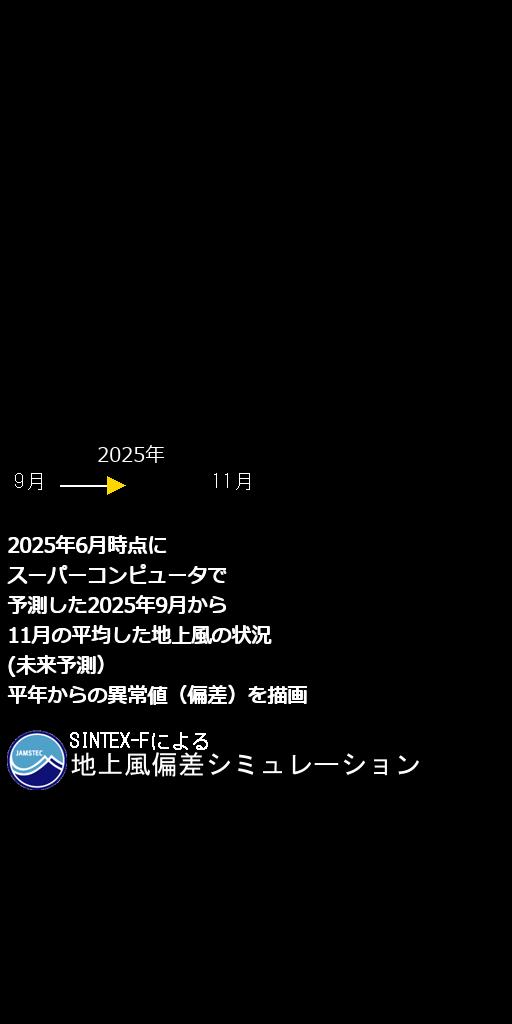 2025年
9月 11月
2025年6月時点に
スーパーコンピュータで
予測した2025年9月から
11月の平均した地上風の状況
(未来予測）
平年からの異常値（偏差）を描画
SINTEX-Fによる
JAMSTEC
地上風偏差シミュレーション